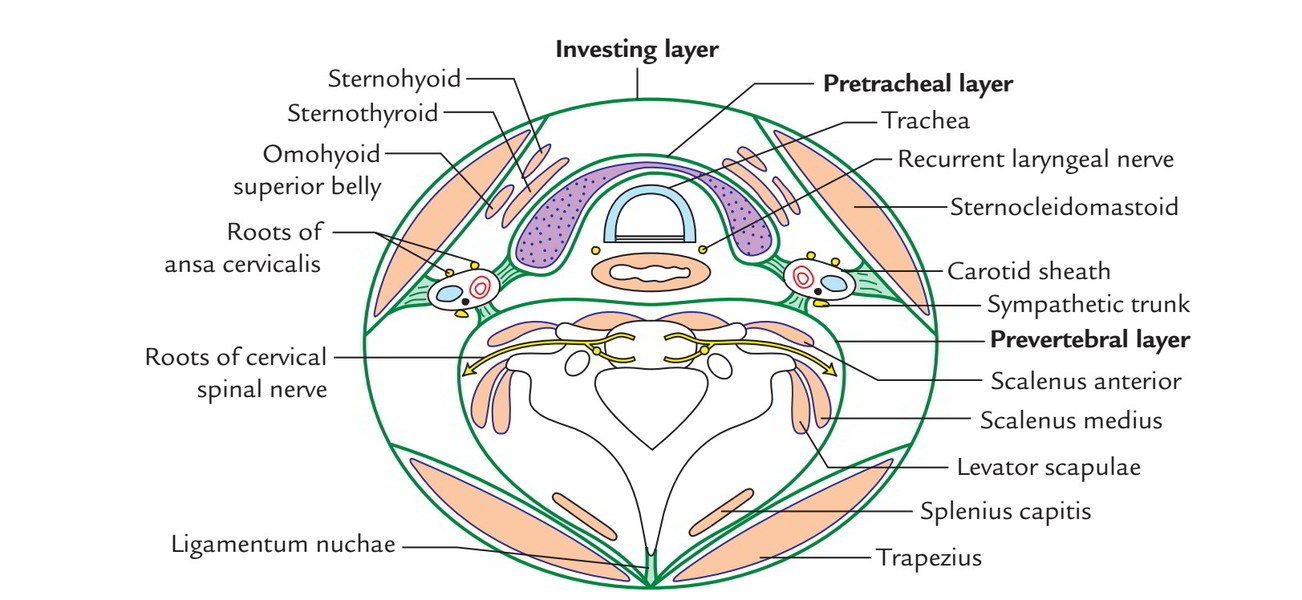 Investing layer
Sternohyoid
Pretracheal layer
Sternothyroid
Trachea
Omohyoid
superior belly
Recurrent laryngeal nerve
Sternocleidomastoid
Roots of
ansa cervicalis
Carotid sheath
Sympathetic trunk
Prevertebral layer
Roots of cervical
spinal nerve
Scalenus anterior
Scalenus medius
Levator scapulae
Splenius capitis
Ligamentum nuchae
Trapezius